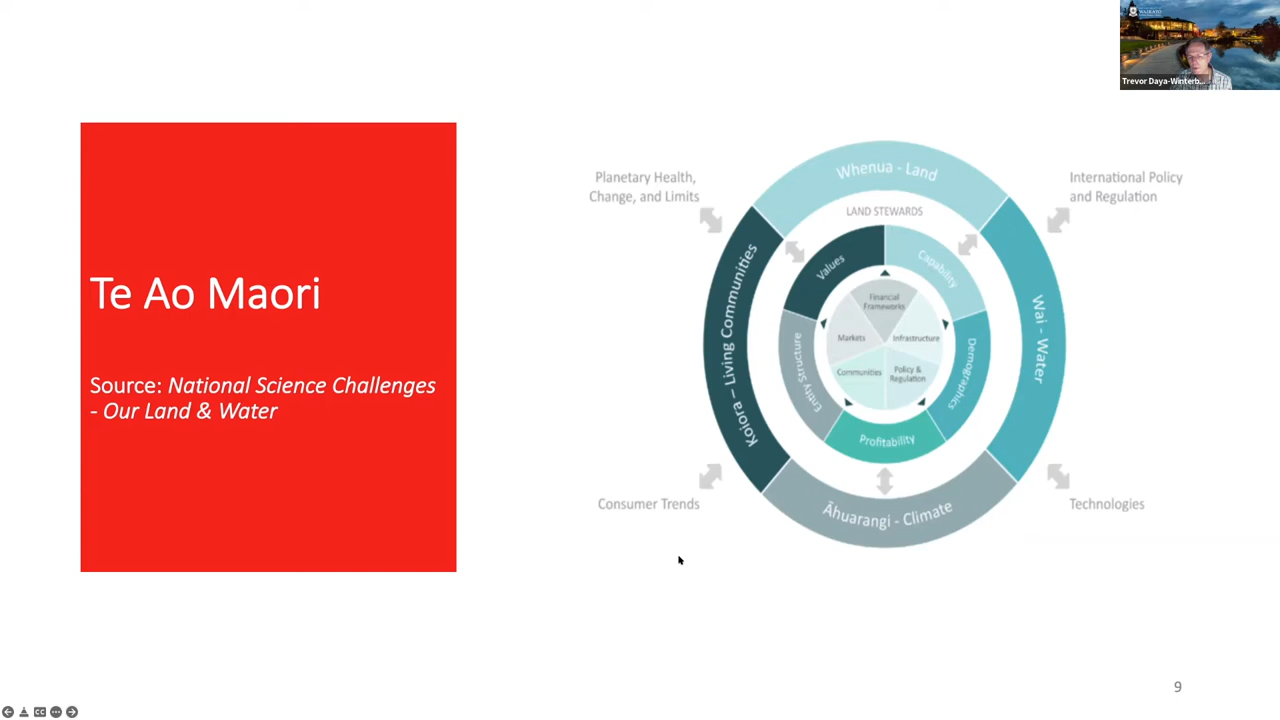 WAIKATO
Trevor Daya-Winterb...
Te Ao Maori
Source: National Science Challenges
- Our Land & Water
Planetary Health,
Change, and Limits
International Policy
and Regulation
Whenua - Land
LAND STEWARDS
Koiora – Living Communities
Wai - Water
Values
Capability
Financial
Frameworks
Markets
Infrastructure
Entity Structure
Demographics
Communities
Policy &
Regulation
Profitability
Consumer Trends
Āhuarangi - Climate
Technologies
9
CC